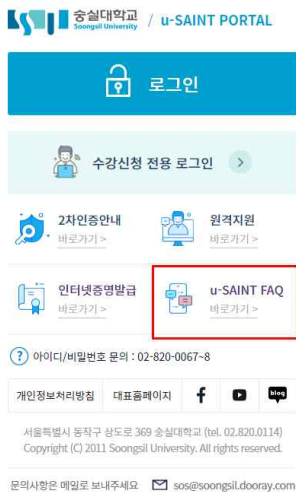 숭실대학교 Soongsil University / u-SAINT PORTAL
로그인
수강신청 전용 로그인 >
2차인증안내
바로가기 >
원격지원
바로가기 >
인터넷증명발급
바로가기 >
u-SAINT FAQ
바로가기 >
? 아이디/비밀번호 문의 : 02-820-0067~8
개인정보처리방침 대표홈페이지 f blog
서울특별시 동작구 상도로 369 숭실대학교 (tel. 02.820.0114)
Copyright (C) 2011 Soongsil University. All rights reserved.
문의사항은 메일로 보내주세요 sos@soongsil.dooray.com